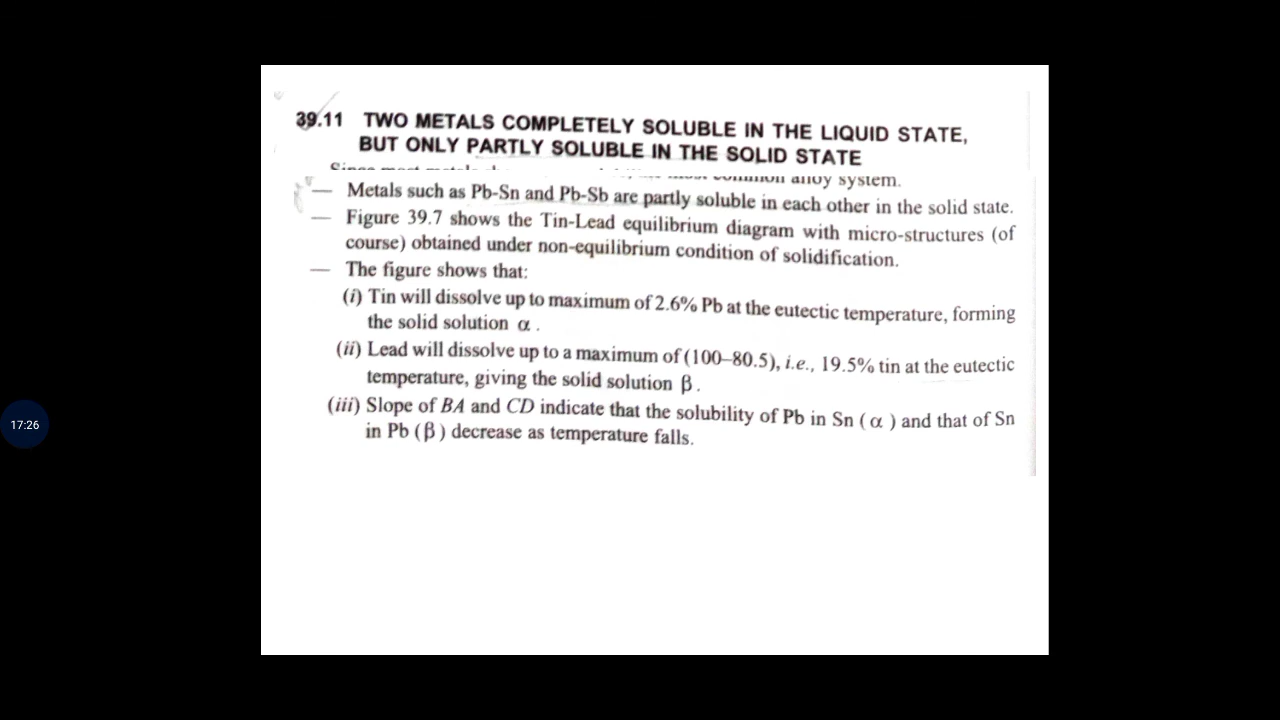 39.11 TWO METALS COMPLETELY SOLUBLE IN THE LIQUID STATE,
BUT ONLY PARTLY SOLUBLE IN THE SOLID STATE
common alloy system.
— Metals such as Pb-Sn and Pb-Sb are partly soluble in each other in the solid state.
— Figure 39.7 shows the Tin-Lead equilibrium diagram with micro-structures (of
course) obtained under non-equilibrium condition of solidification.
— The figure shows that:
(i) Tin will dissolve up to maximum of 2.6% Pb at the eutectic temperature, forming
the solid solution α .
(ii) Lead will dissolve up to a maximum of (100–80.5), i.e., 19.5% tin at the eutectic
temperature, giving the solid solution β .
(iii) Slope of BA and CD indicate that the solubility of Pb in Sn ( α ) and that of Sn
in Pb ( β ) decrease as temperature falls.
17:26